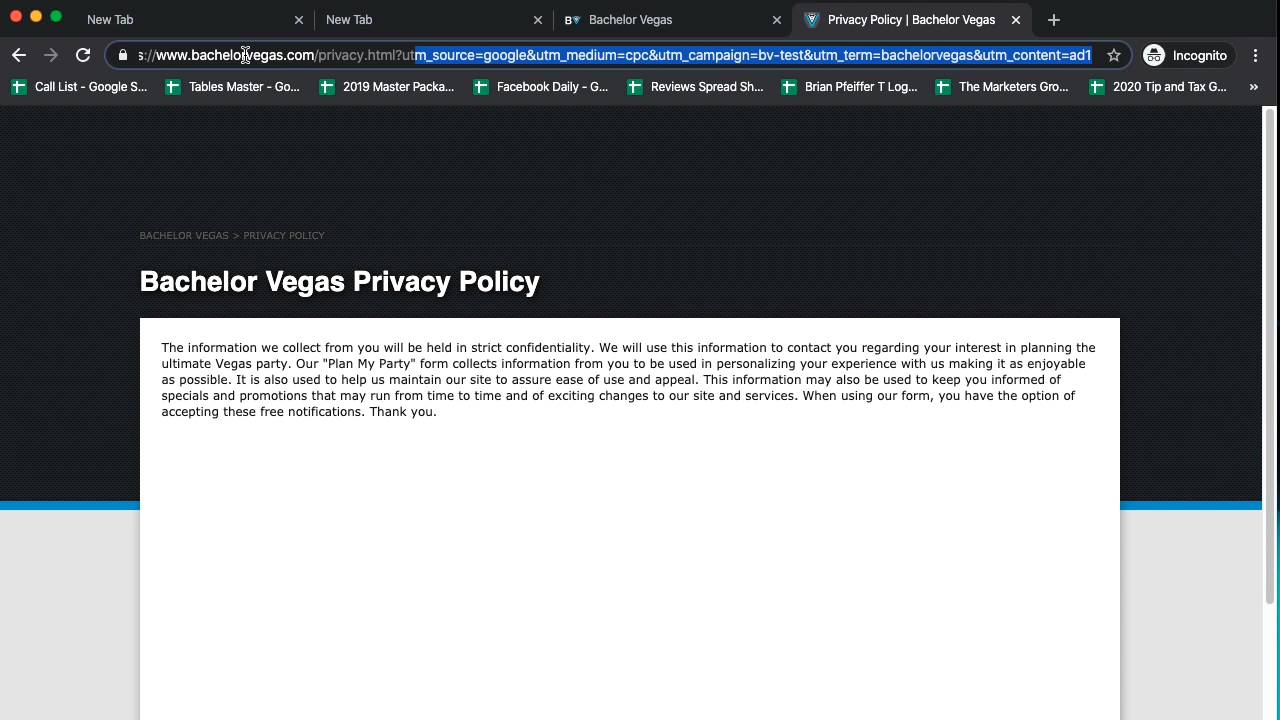 New Tab
New Tab
Bachelor Vegas
Privacy Policy | Bachelor Vegas
s://www.bachelorvegas.com/privacy.html?utm_source=google&utm_medium=cpc&utm_campaign=bv-test&utm_term=bachelorvegas&utm_content=ad1
Incognito
Call List - Google S...
Tables Master - Go...
2019 Master Packa...
Facebook Daily - G...
Reviews Spread Sh...
Brian Pfeiffer T Log...
The Marketers Gro...
2020 Tip and Tax G...
BACHELOR VEGAS > PRIVACY POLICY
Bachelor Vegas Privacy Policy
The information we collect from you will be held in strict confidentiality. We will use this information to contact you regarding your interest in planning the
ultimate Vegas party. Our "Plan My Party" form collects information from you to be used in personalizing your experience with us making it as enjoyable
as possible. It is also used to help us maintain our site to assure ease of use and appeal. This information may also be used to keep you informed of
specials and promotions that may run from time to time and of exciting changes to our site and services. When using our form, you have the option of
accepting these free notifications. Thank you.